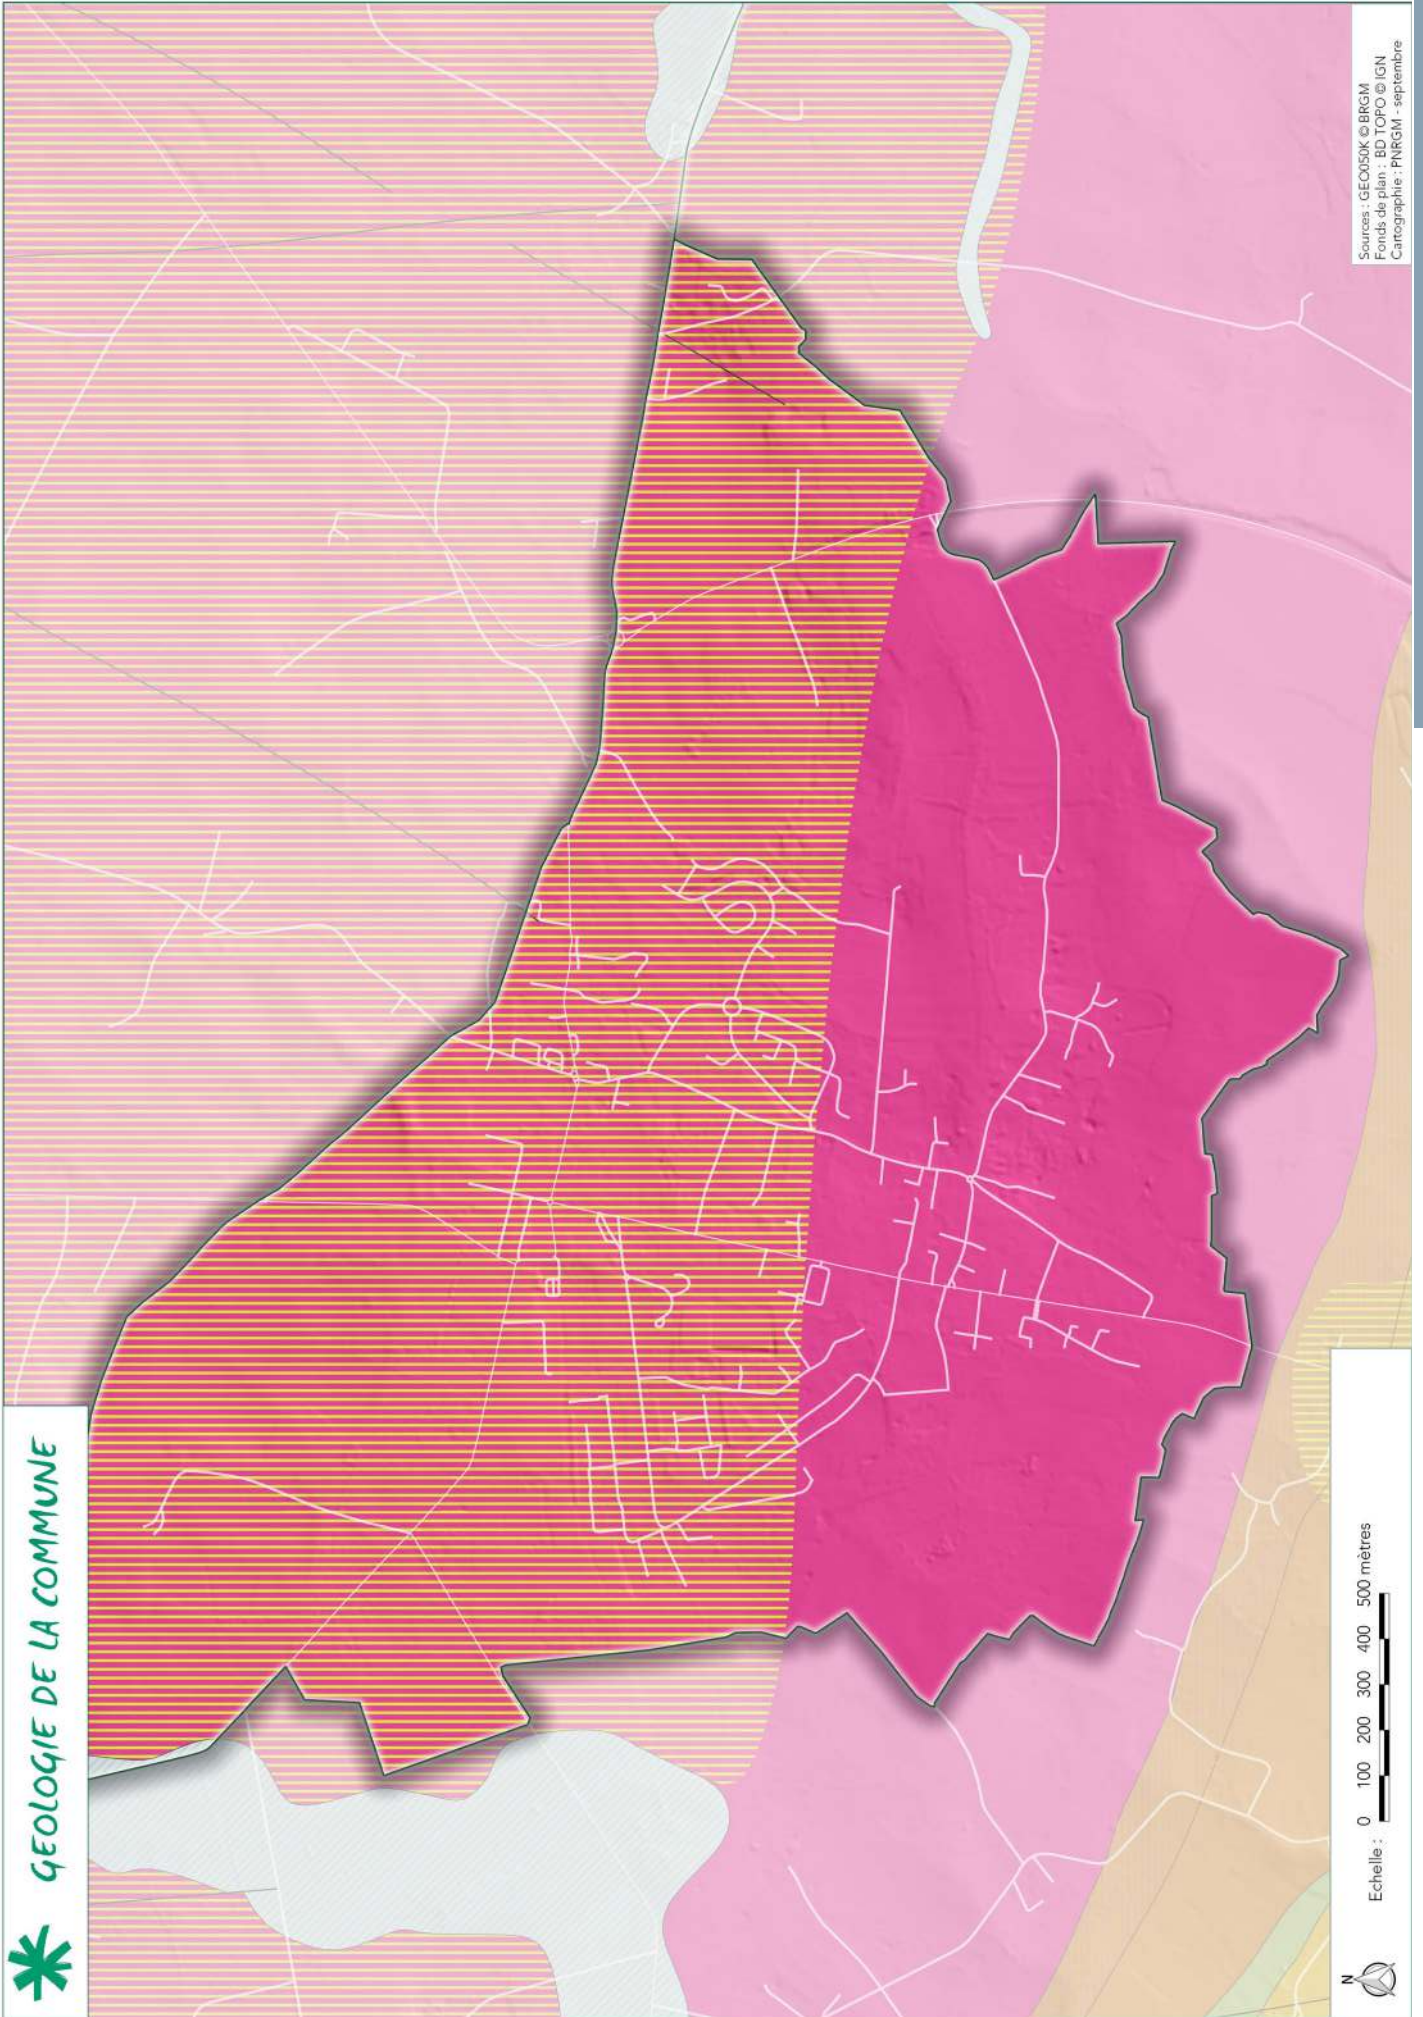 GEOLOGIE DE LA COMMUNE
Sources : GEO050K © BRGM
Fonds de plan : BD TOPO © IGN
Cartographie : PNRGM - septembre
N
Echelle :
0 100 200 300 400 500 mètres